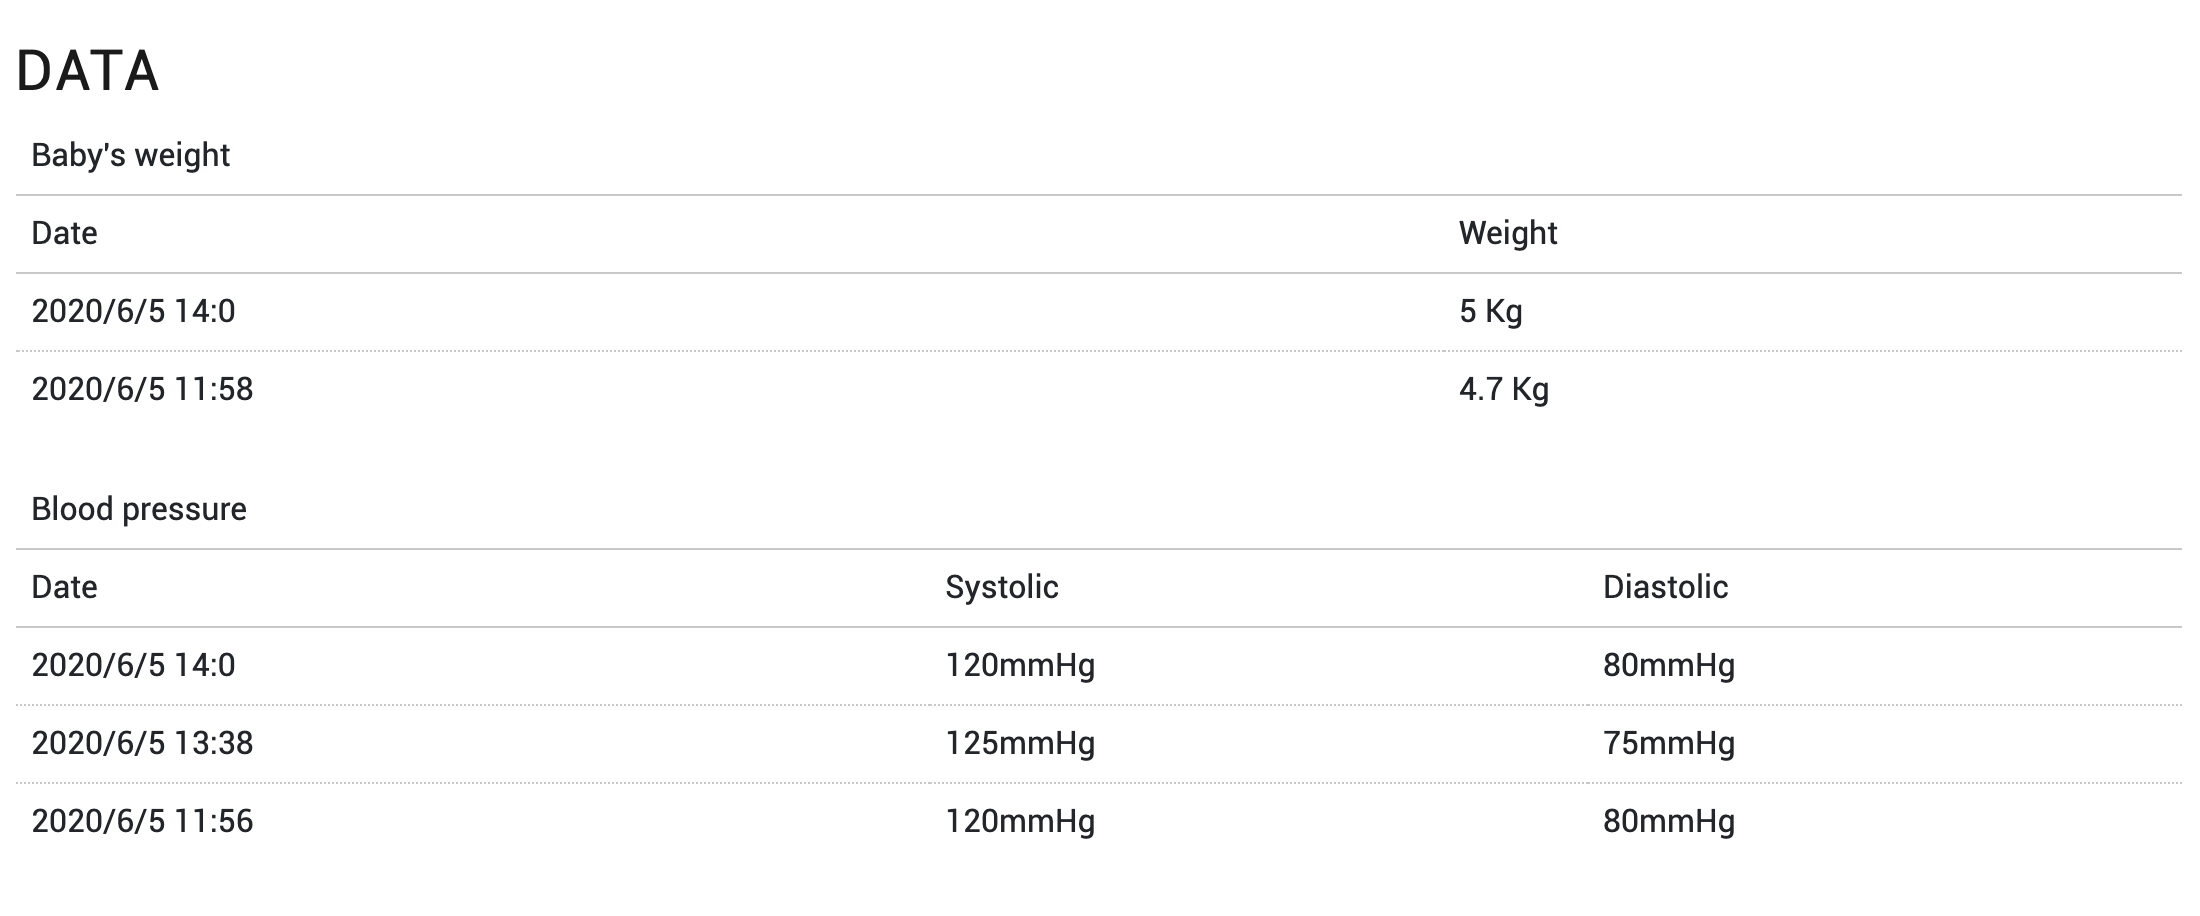 DATA
Baby's weight
Date Weight
2020/6/5 14:0 5 Kg
2020/6/5 11:58 4.7 Kg
Blood pressure
Date Systolic Diastolic
2020/6/5 14:0 120mmHg 80mmHg
2020/6/5 13:38 125mmHg 75mmHg
2020/6/5 11:56 120mmHg 80mmHg